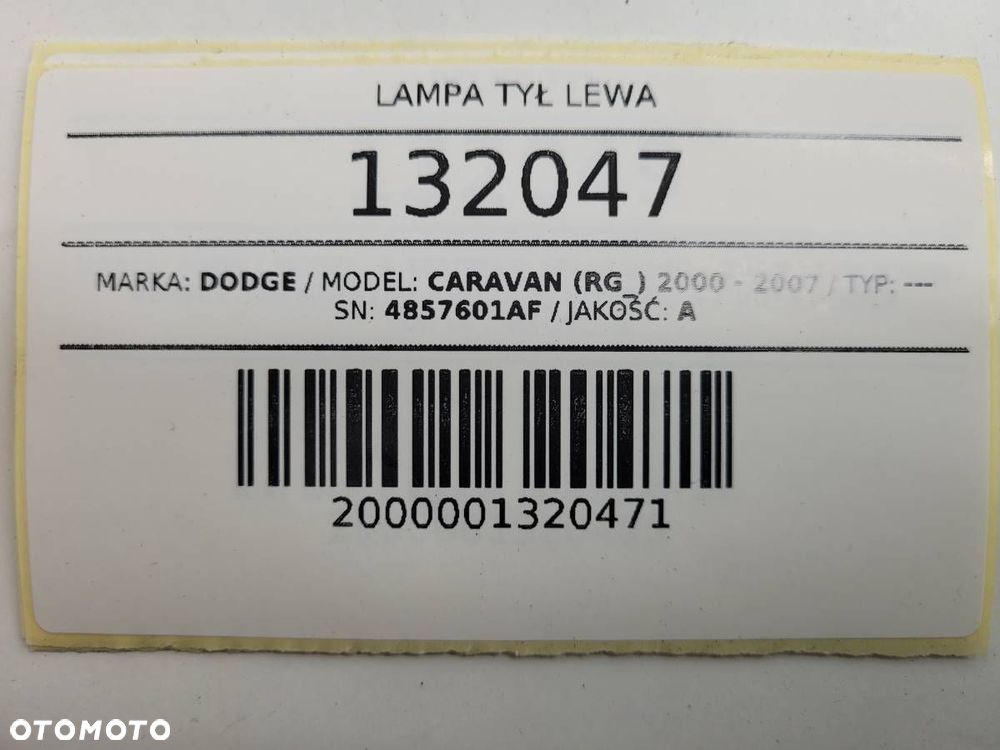 LAMPA TYŁ LEWA
132047
MARKA: DODGE / MODEL: CARAVAN (RG_) 2000 - 2007 / TYP: ---
SN: 4857601AF / JAKOŚĆ: A
2000001320471
OTOMOTO